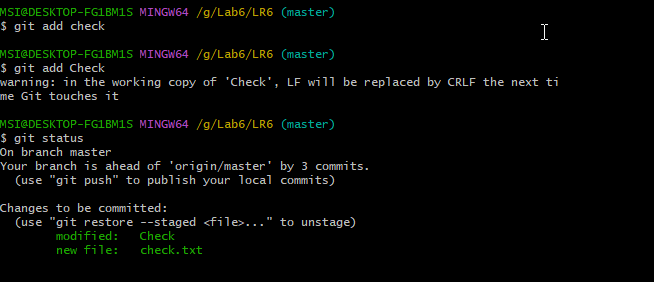 MSI@DESKTOP-FG1BM1S MINGW64 /g/Lab6/LR6 (master)
$ git add check
MSI@DESKTOP-FG1BM1S MINGW64 /g/Lab6/LR6 (master)
$ git add Check
warning: in the working copy of 'Check', LF will be replaced by CRLF the next ti
me Git touches it
MSI@DESKTOP-FG1BM1S MINGW64 /g/Lab6/LR6 (master)
$ git status
On branch master
Your branch is ahead of 'origin/master' by 3 commits.
  (use "git push" to publish your local commits)
Changes to be committed:
  (use "git restore --staged <file>..." to unstage)
        modified:   Check
        new file:   check.txt